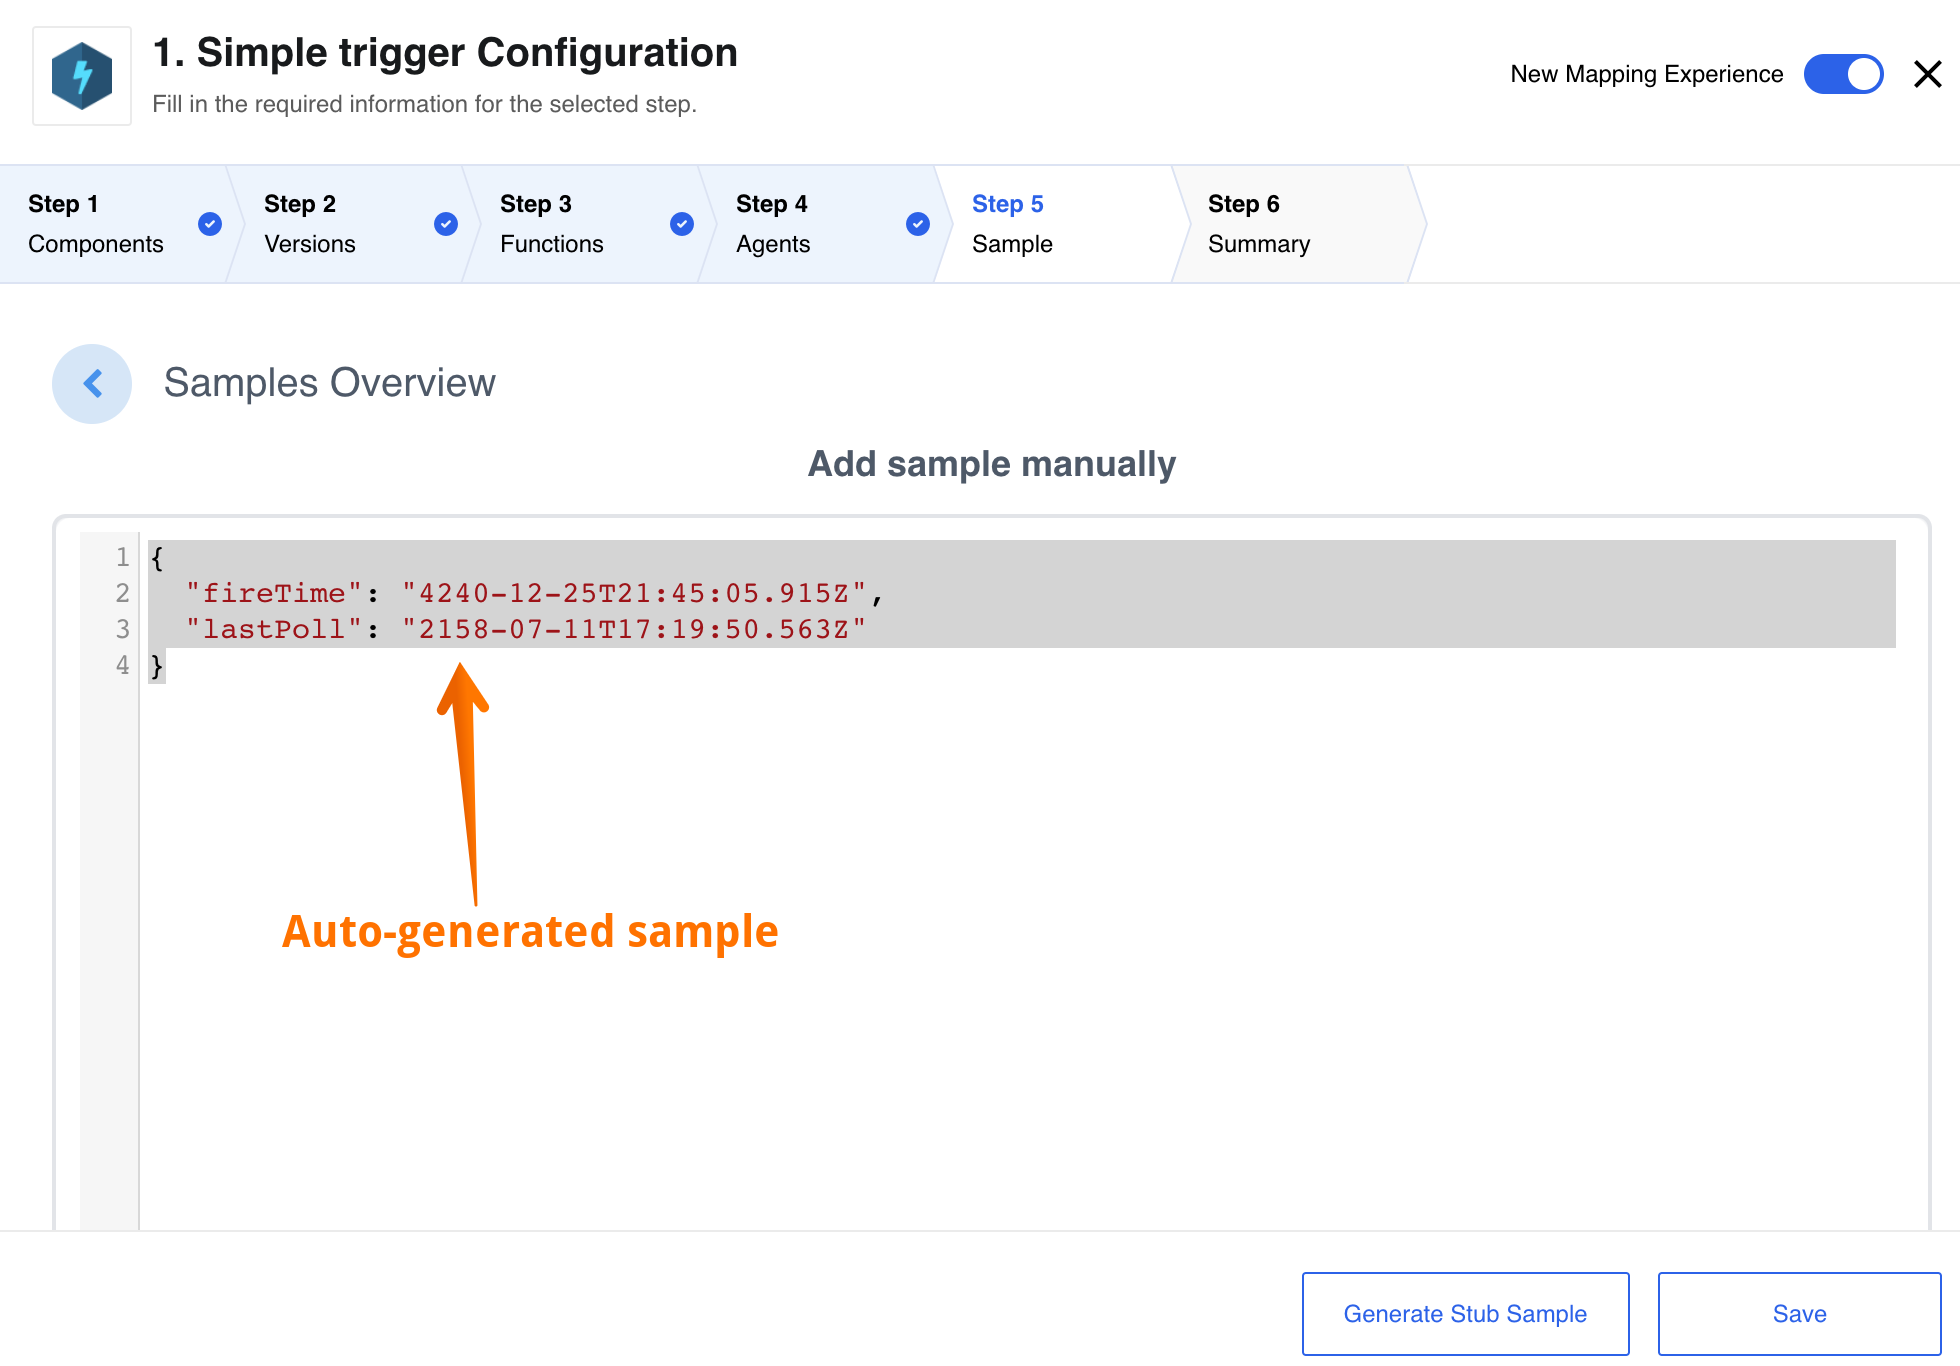 1. Simple trigger Configuration
Fill in the required information for the selected step.
New Mapping Experience
Step 1
Components
Step 2
Versions
Step 3
Functions
Step 4
Agents
Step 5
Sample
Step 6
Summary
Samples Overview
Add sample manually
1 {
2 "fireTime": "4240-12-25T21:45:05.915Z",
3 "lastPoll": "2158-07-11T17:19:50.563Z"
4 }
Auto-generated sample
Generate Stub Sample
Save